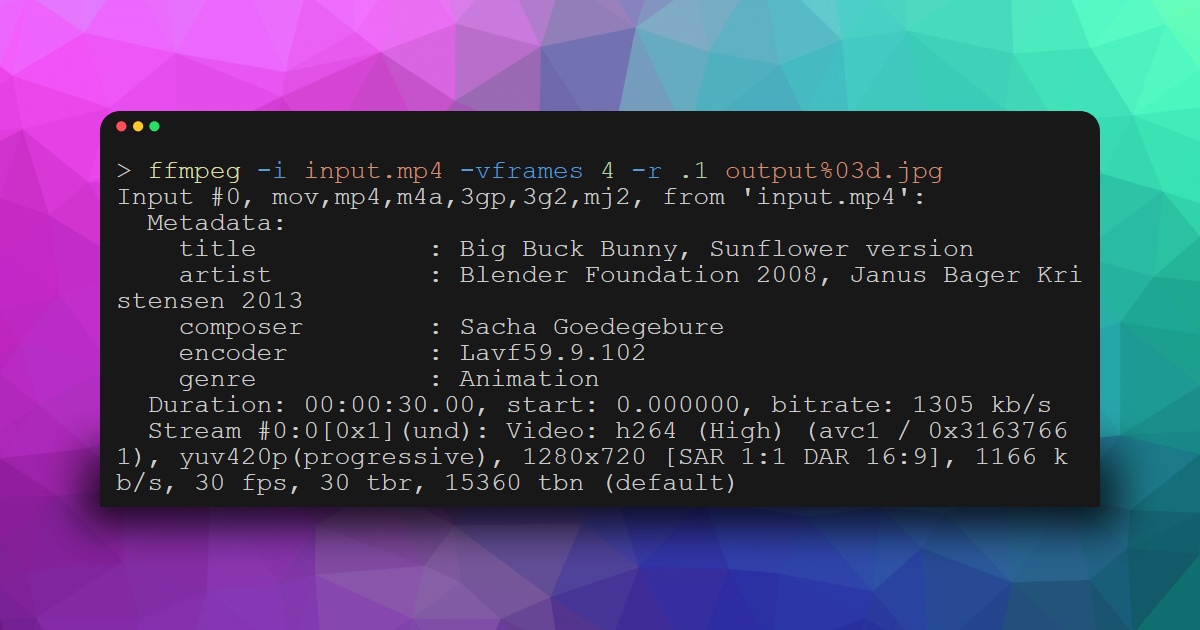 > ffmpeg -i input.mp4 -vframes 4 -r .1 output%03d.jpg
Input #0, mov,mp4,m4a,3gp,3g2,mj2, from 'input.mp4':
  Metadata:
    title           : Big Buck Bunny, Sunflower version
    artist          : Blender Foundation 2008, Janus Bager Kri
stensen 2013
    composer        : Sacha Goedegebure
    encoder         : Lavf59.9.102
    genre           : Animation
  Duration: 00:00:30.00, start: 0.000000, bitrate: 1305 kb/s
  Stream #0:0[0x1](und): Video: h264 (High) (avc1 / 0x3163766
1), yuv420p(progressive), 1280x720 [SAR 1:1 DAR 16:9], 1166 k
b/s, 30 fps, 30 tbr, 15360 tbn (default)